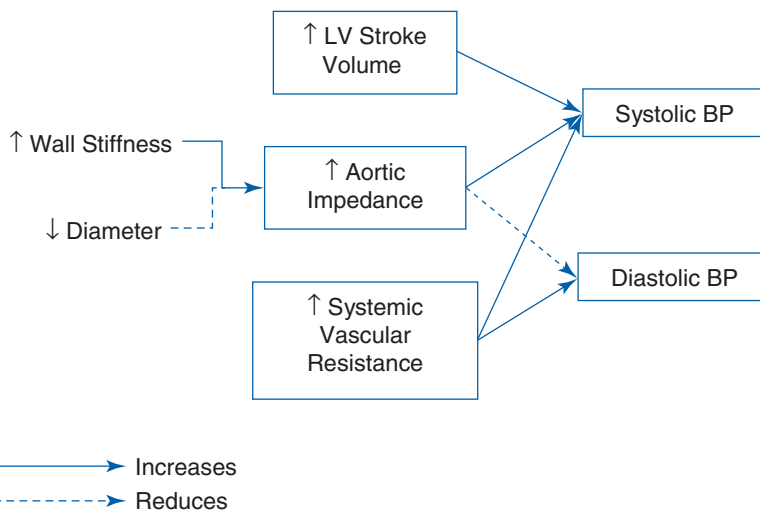 ↑ LV Stroke
Volume
Systolic BP
↑ Wall Stiffness
↑ Aortic
Impedance
↓ Diameter
Diastolic BP
↑ Systemic
Vascular
Resistance
Increases
Reduces